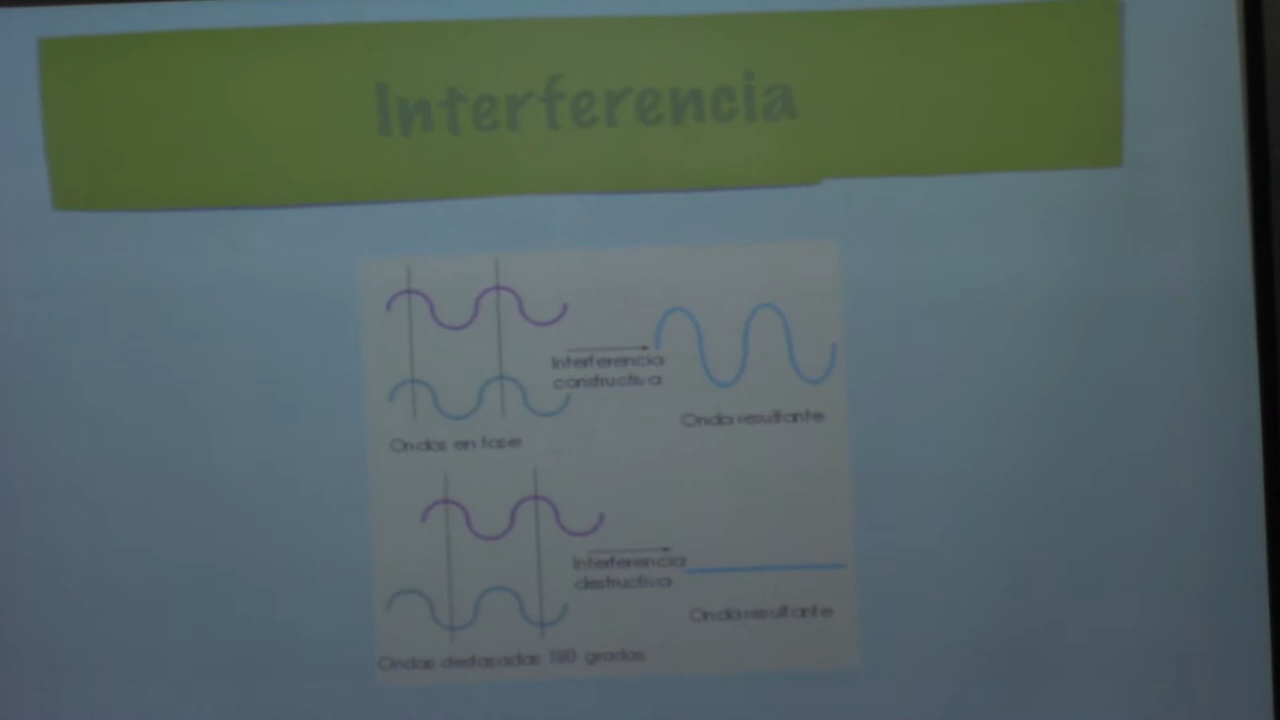 Interferencia
Interferencia
constructiva
Onda resultante
Ondas en fase
Interferencia
destructiva
Onda resultante
Ondas desfasadas 180 grados